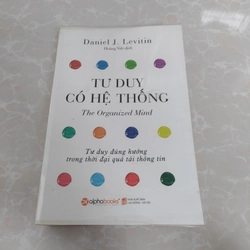 Daniel J. Levitin
TƯ DUY
CÓ HỆ THỐNG
The Organized Mind
Tư duy đúng hướng
trong thời đại quá tải thông tin
alphabooks